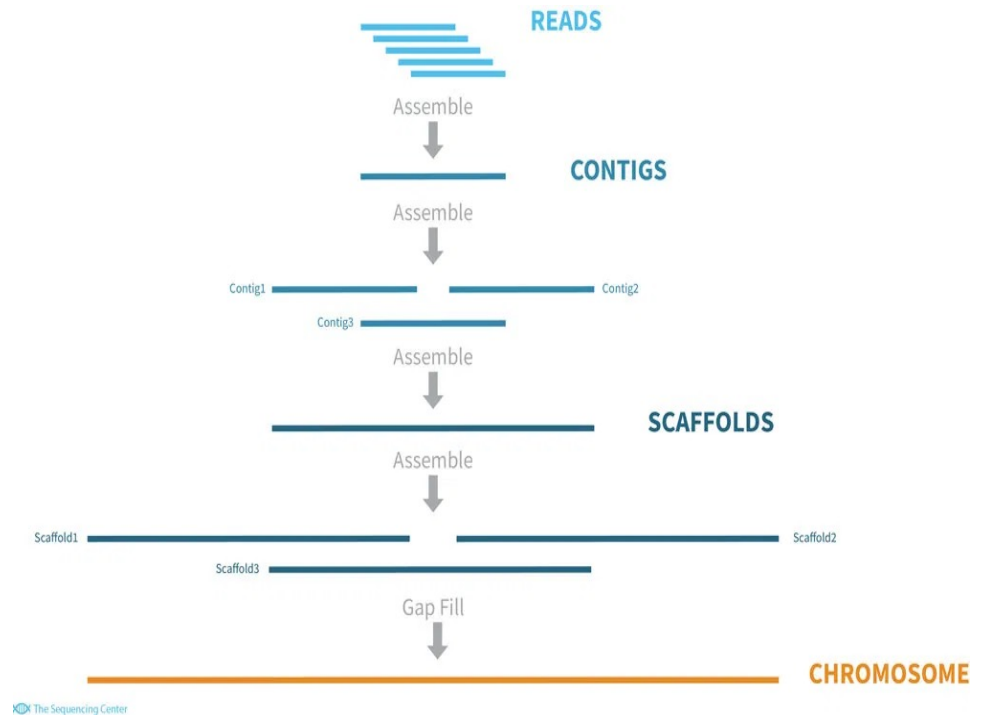 READS
Assemble
CONTIGS
Assemble
Contig1
Contig2
Contig3
Assemble
SCAFFOLDS
Assemble
Scaffold1
Scaffold2
Scaffold3
Gap Fill
CHROMOSOME
The Sequencing Center